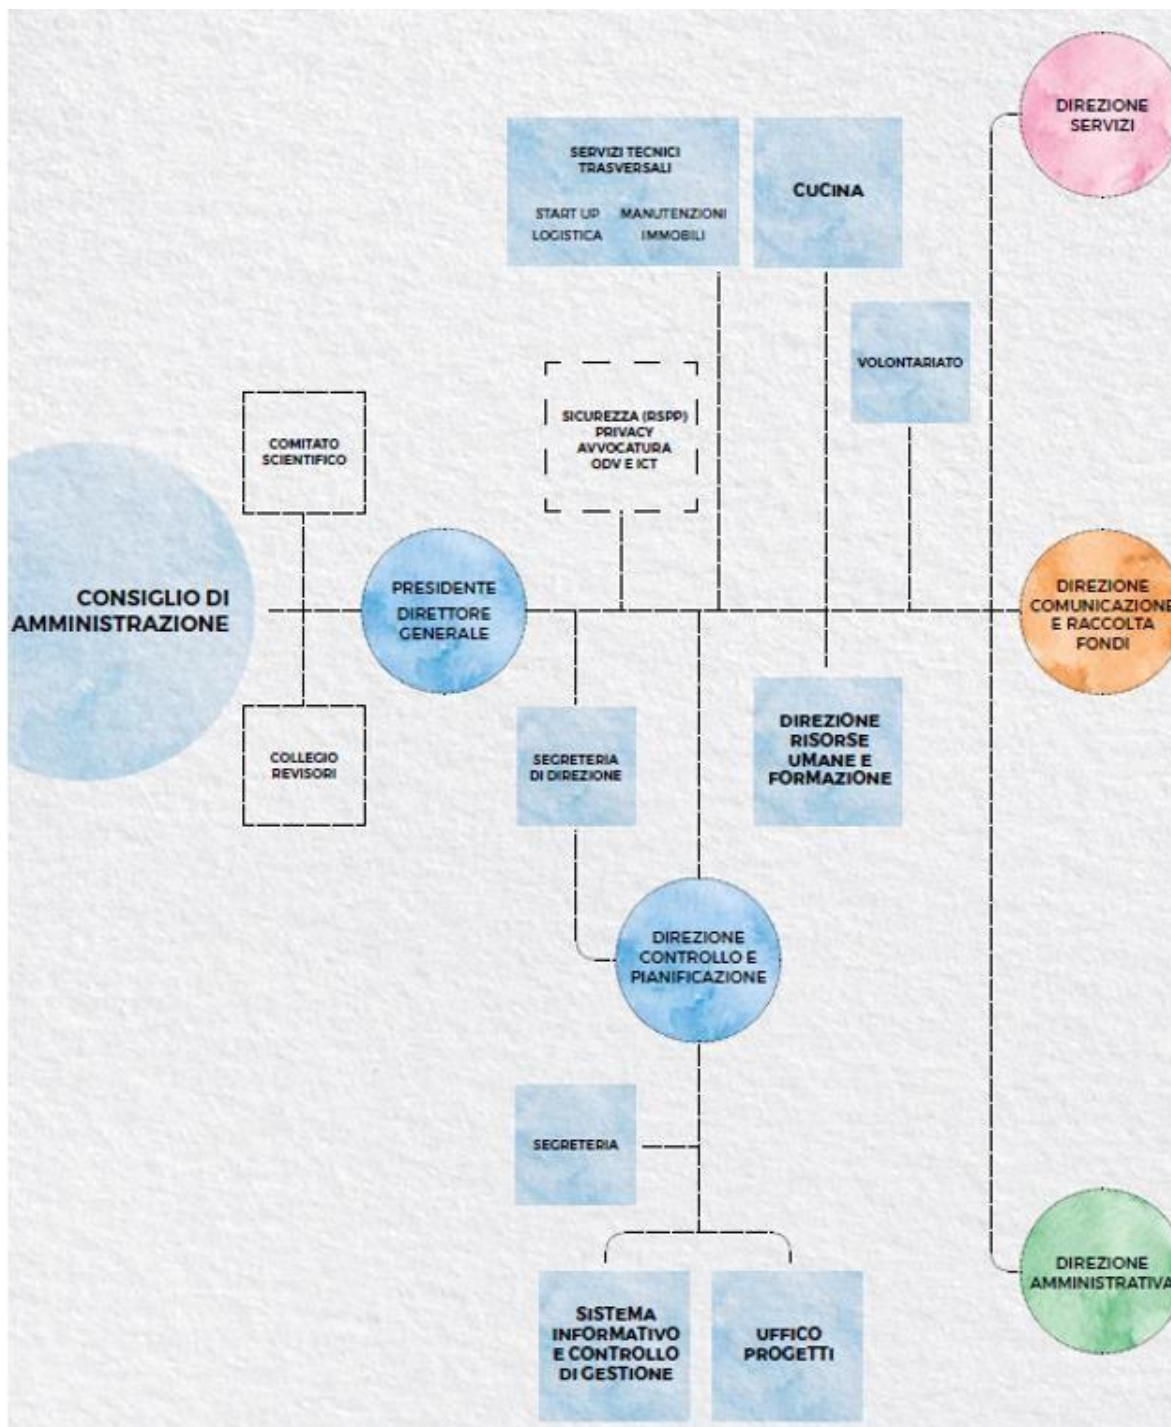 DIREZIONE
SERVIZI
SERVIZI TECNICI
TRASVERSALI
START UP
LOGISTICA
MANUTENZIONI
IMMOBILI
CUCINA
VOLONTARIATO
SICUREZZA (RSPP)
PRIVACY
AVVOCATURA
ODV E ICT
COMITATO
SCIENTIFICO
CONSIGLIO DI
AMMINISTRAZIONE
PRESIDENTE
DIRETTORE
GENERALE
DIREZIONE
COMUNICAZIONE
E RACCOLTA
FONDI
COLLEGIO
REVISORI
SEGRETERIA
DI DIREZIONE
DIREZIONE
RISORSE
UMANE E
FORMAZIONE
DIREZIONE
CONTROLLO E
PIANIFICAZIONE
SEGRETERIA
DIREZIONE
AMMINISTRATIVA
SISTEMA
INFORMATIVO
E CONTROLLO
DI GESTIONE
UFFICO
PROGETTI